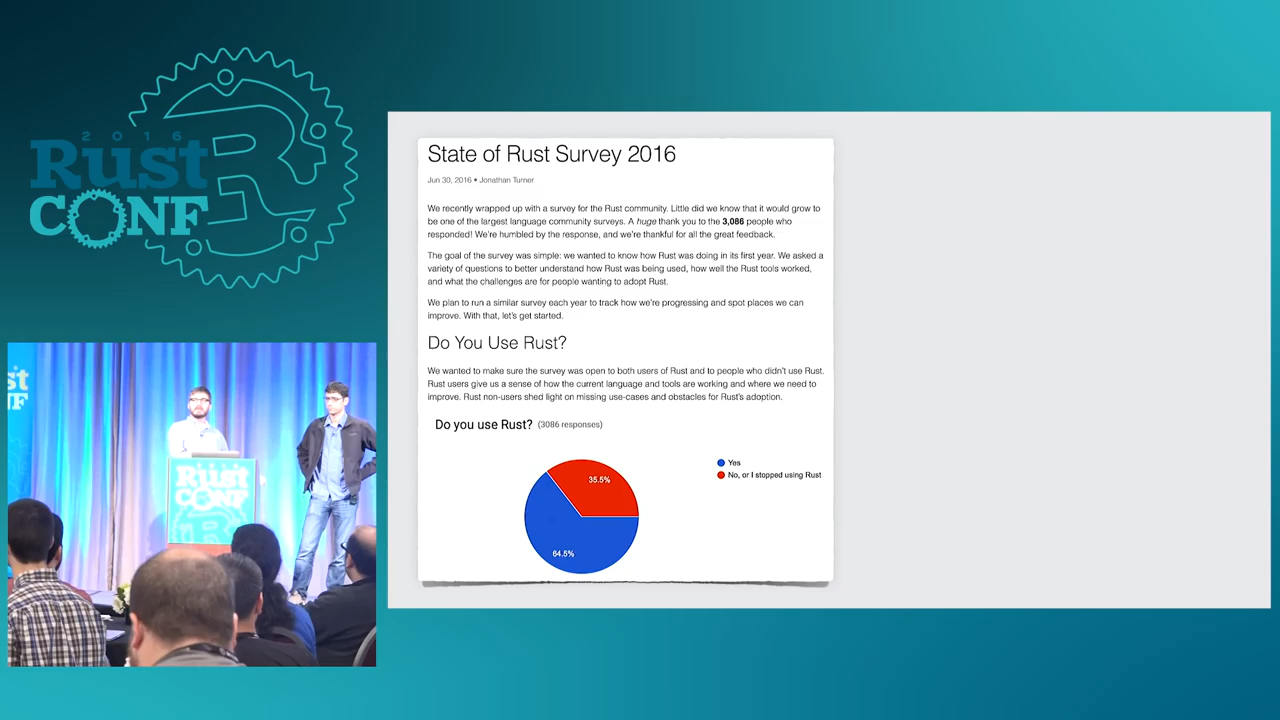 2016
Rust
CONF
State of Rust Survey 2016
Jun 30, 2016 • Jonathan Turner
We recently wrapped up with a survey for the Rust community. Little did we know that it would grow to
be one of the largest language community surveys. A huge thank you to the 3,086 people who
responded! We're humbled by the response, and we're thankful for all the great feedback.
The goal of the survey was simple: we wanted to know how Rust was doing in its first year. We asked a
variety of questions to better understand how Rust was being used, how well the Rust tools worked,
and what the challenges are for people wanting to adopt Rust.
We plan to run a similar survey each year to track how we're progressing and spot places we can
improve. With that, let's get started.
Do You Use Rust?
We wanted to make sure the survey was open to both users of Rust and to people who didn't use Rust.
Rust users give us a sense of how the current language and tools are working and where we need to
improve. Rust non-users shed light on missing use-cases and obstacles for Rust's adoption.
Do you use Rust? (3086 responses)
Yes
No, or I stopped using Rust
35.5%
64.5%
st
NF
Rust
CONF